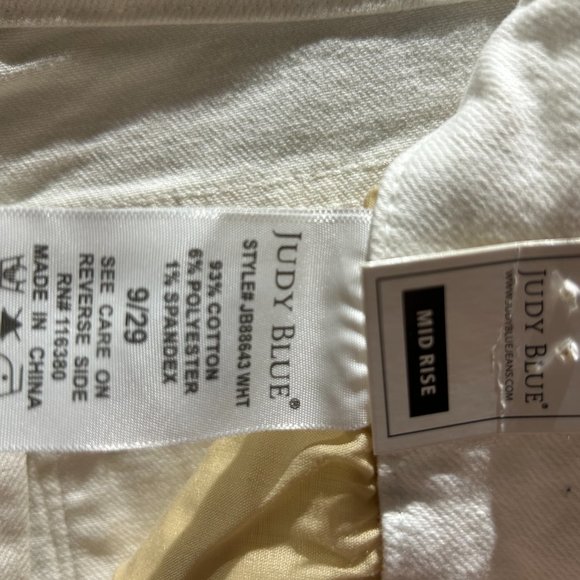 JUDY BLUE®
STYLE# JB88643 WHT
93% COTTON
6% POLYESTER
1% SPANDEX
9/29
SEE CARE ON
REVERSE SIDE
RN# 116380
MADE IN CHINA
JUDY BLUE®
WWW.JUDYBLUEJEANS.COM
MID RISE